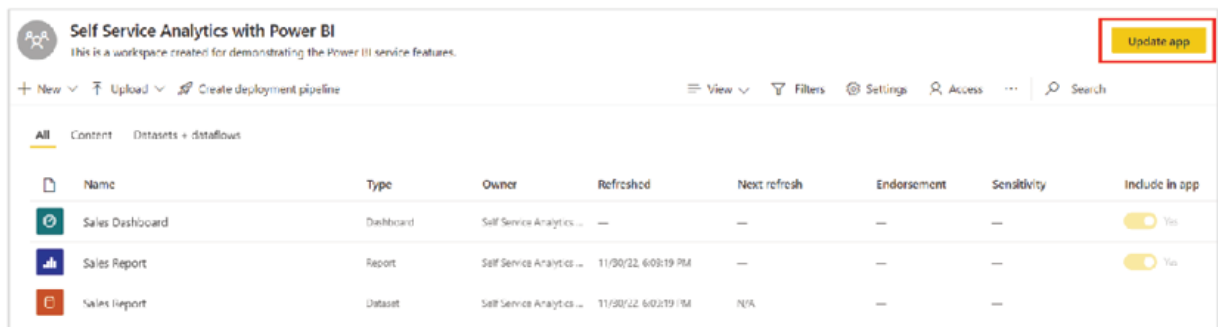 Self Service Analytics with Power BI
This is a workspace created for demonstrating the Power BI service features.
Update app
New Upload Create deployment pipeline View Filters Settings Access ... Search
All Content Datasets + dataflows
Name Type Owner Refreshed Next refresh Endorsement Sensitivity Include in app
Sales Dashboard Dashboard Self Service Analytics ... — — — — Yes
Sales Report Report Self Service Analytics ... 11/30/22, 6:03:19 PM — — — Yes
Sales Report Dataset Self Service Analytics ... 11/30/22, 6:03:19 PM N/A — —